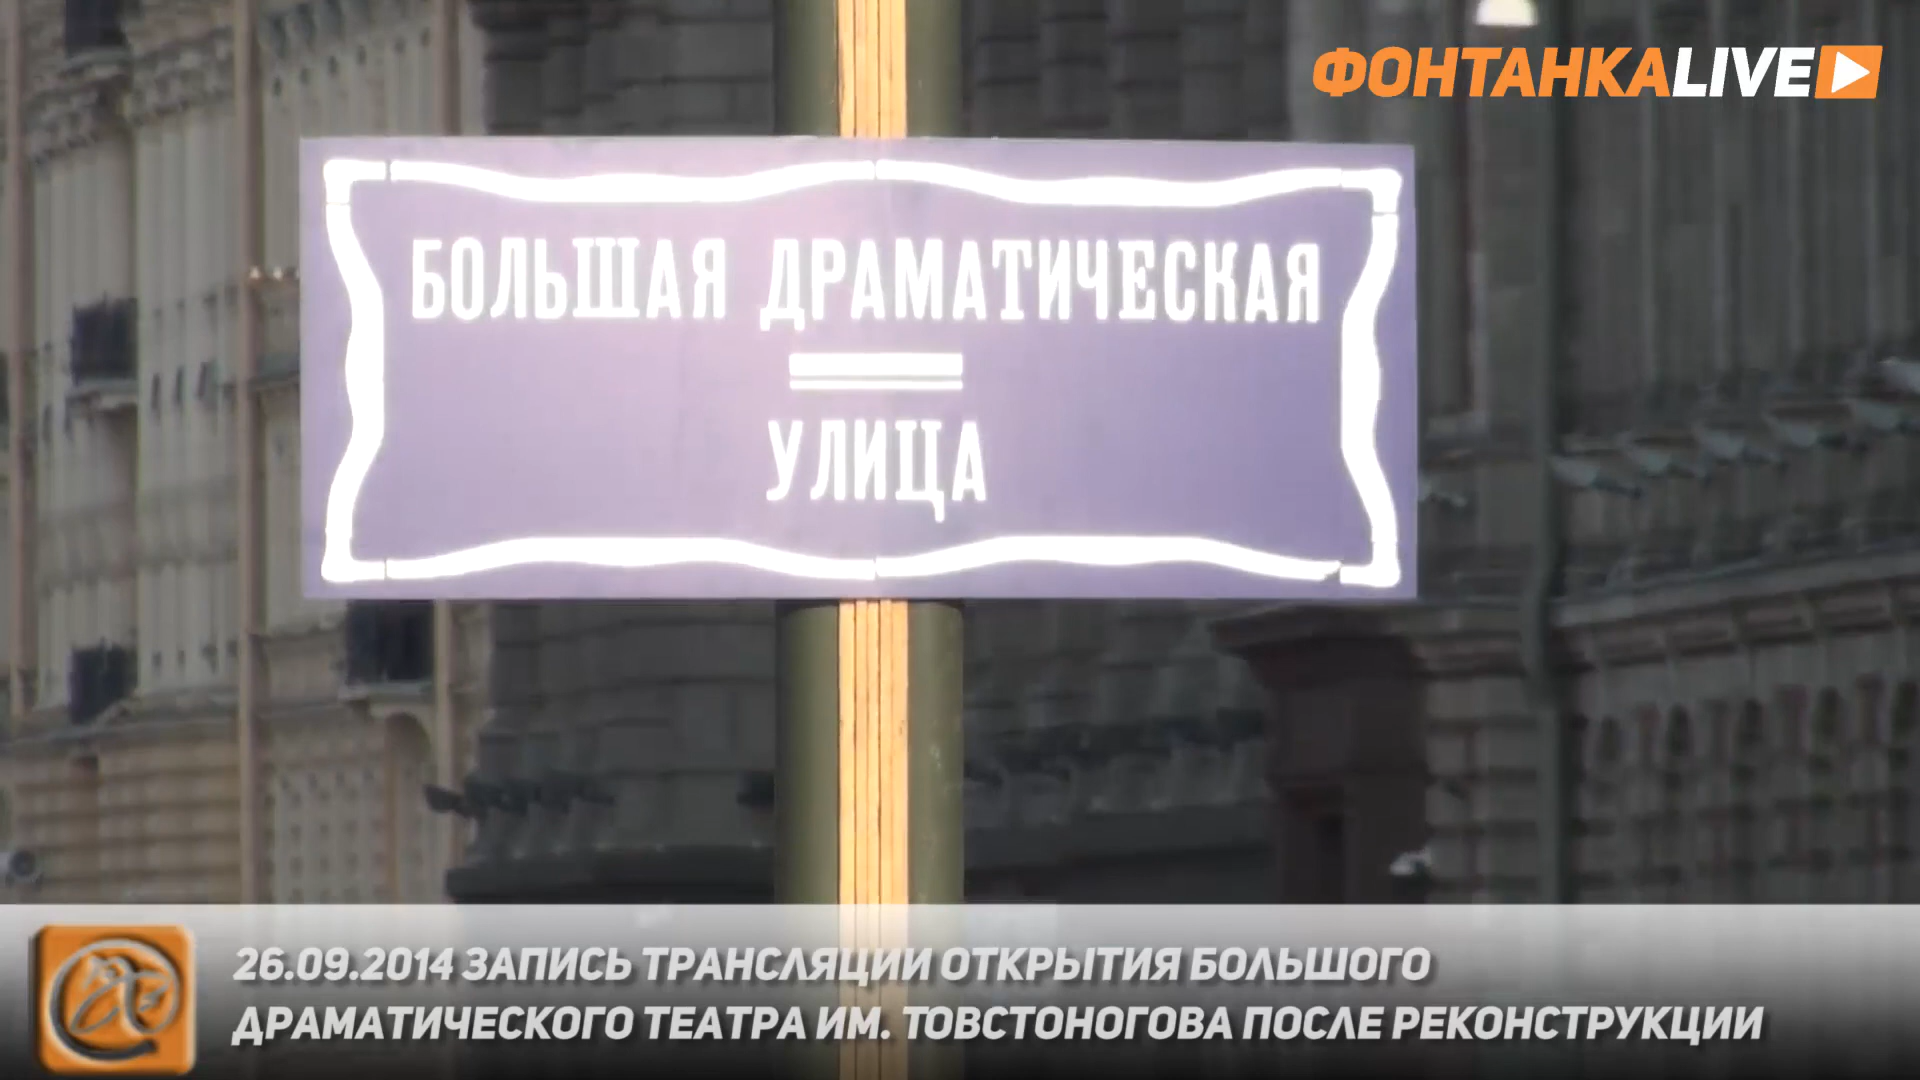 ФОНТАНКАLIVE
БОЛЬШАЯ ДРАМАТИЧЕСКАЯ
УЛИЦА
26.09.2014 ЗАПИСЬ ТРАНСЛЯЦИИ ОТКРЫТИЯ БОЛЬШОГО
ДРАМАТИЧЕСКОГО ТЕАТРА ИМ. ТОВСТОНОГОВА ПОСЛЕ РЕКОНСТРУКЦИИ